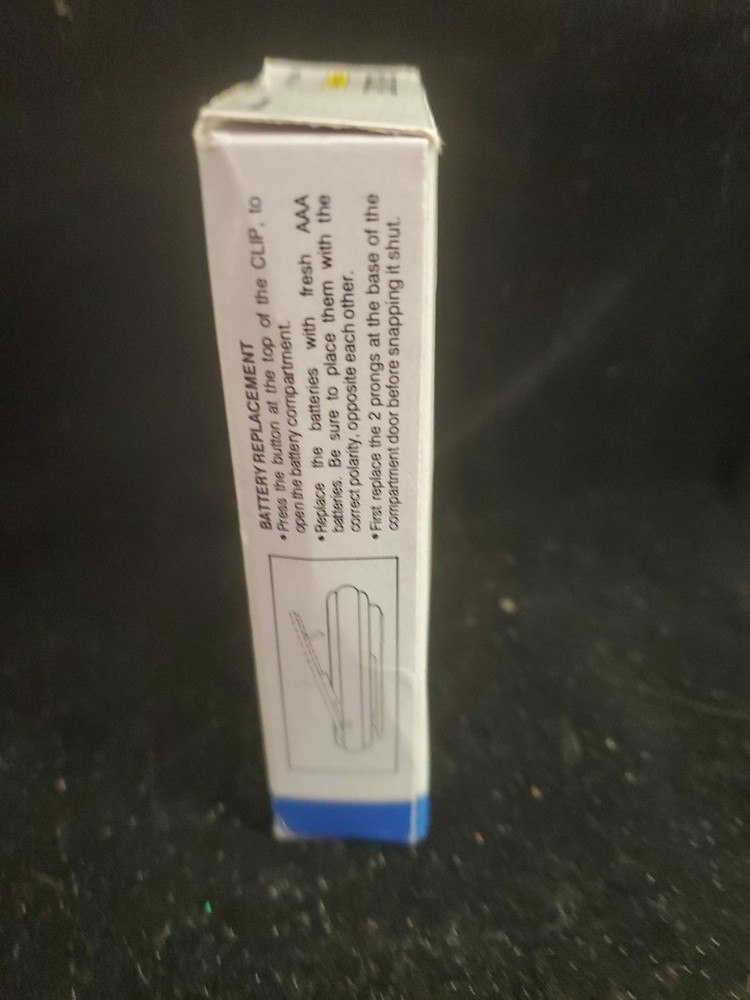 BATTERY REPLACEMENT
• Press the button at the top of the CLIP, to
open the battery compartment.
• Replace the batteries with fresh AAA
batteries. Be sure to place them with the
correct polarity, opposite each other.
• First replace the 2 prongs at the base of the
compartment door before snapping it shut.